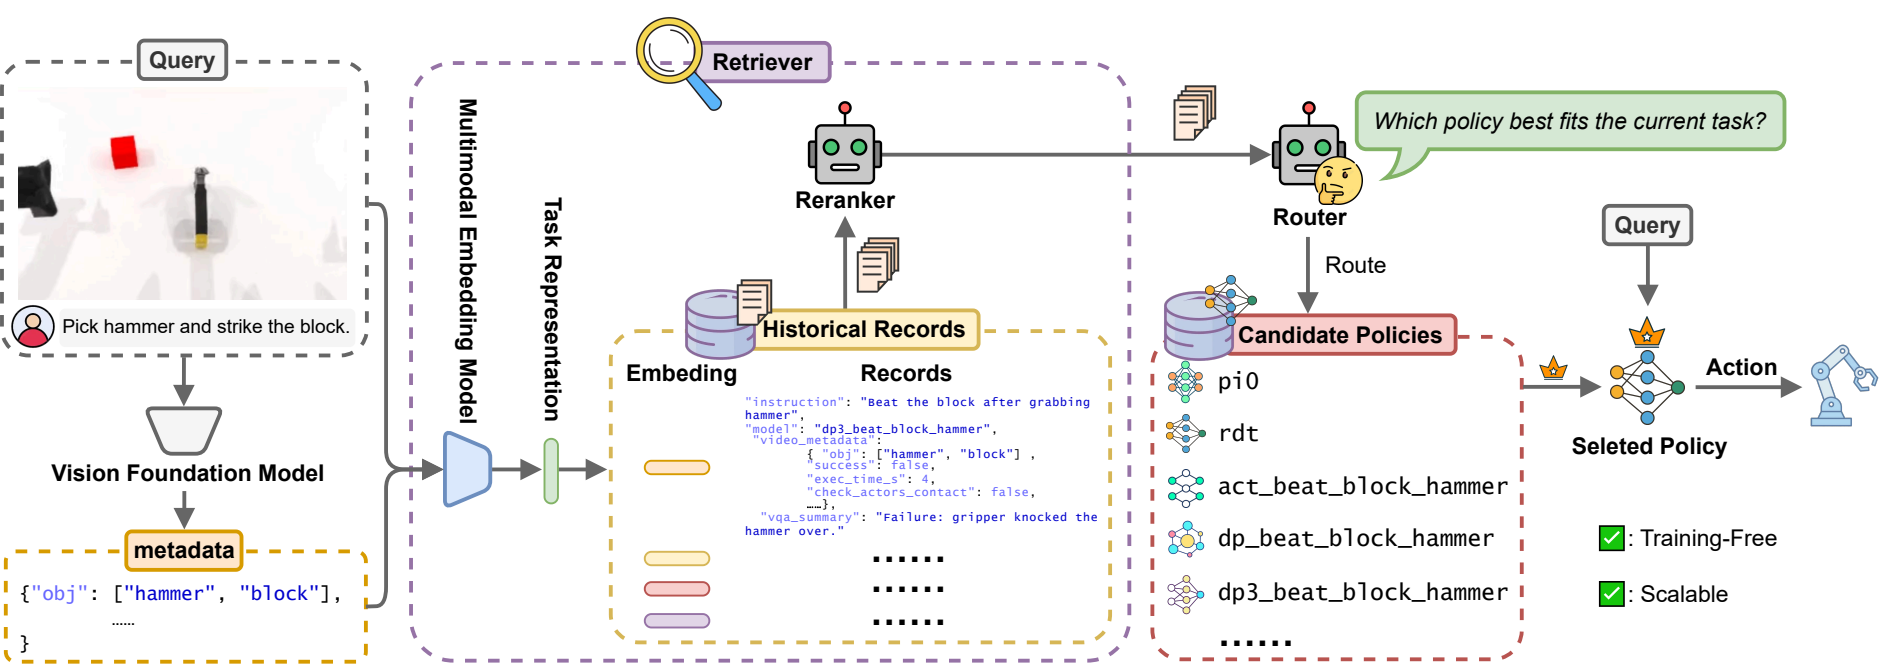 Query
Pick hammer and strike the block.
Vision Foundation Model
metadata
{"obj": ["hammer", "block"],
......
}
Retriever
Multimodal Embedding Model
Task Representation
Reranker
Historical Records
Embeding
Records
"instruction": "Beat the block after grabbing
hammer",
"model": "dp3_beat_block_hammer",
"video_metadata":
{ "obj": ["hammer", "block"] ,
"success": false,
"exec_time_s": 4,
"check_actors_contact": false,
……},
"vqa_summary": "Failure: gripper knocked the
hammer over."
......
......
......
Router
Which policy best fits the current task?
Route
Candidate Policies
pi0
rdt
act_beat_block_hammer
dp_beat_block_hammer
dp3_beat_block_hammer
......
Query
Seleted Policy
Action
: Training-Free
: Scalable